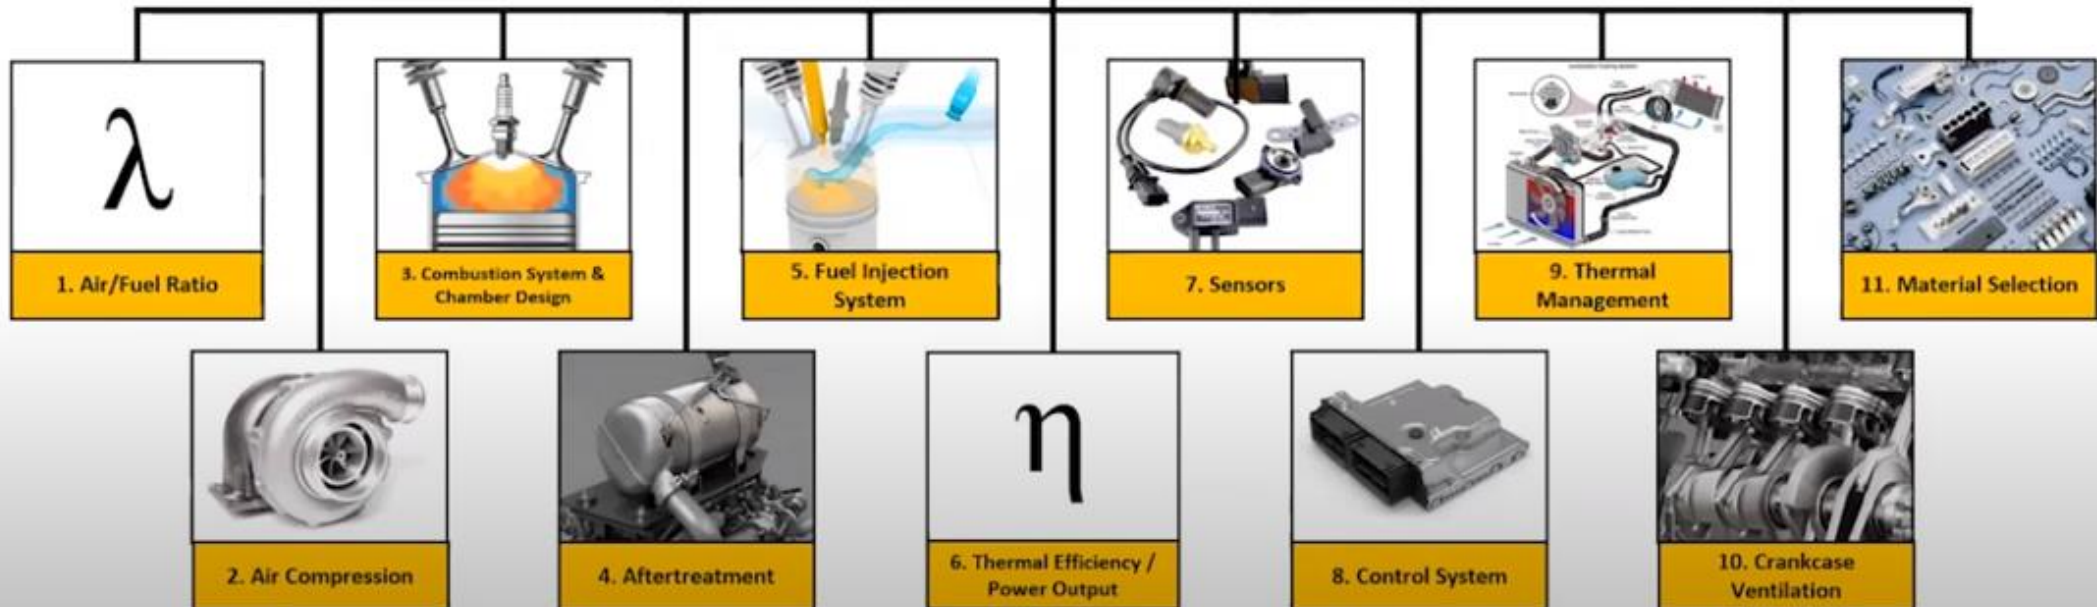 λ
1. Air/Fuel Ratio
2. Air Compression
3. Combustion System &
Chamber Design
4. Aftertreatment
5. Fuel Injection
System
η
6. Thermal Efficiency /
Power Output
7. Sensors
8. Control System
9. Thermal
Management
10. Crankcase
Ventilation
11. Material Selection